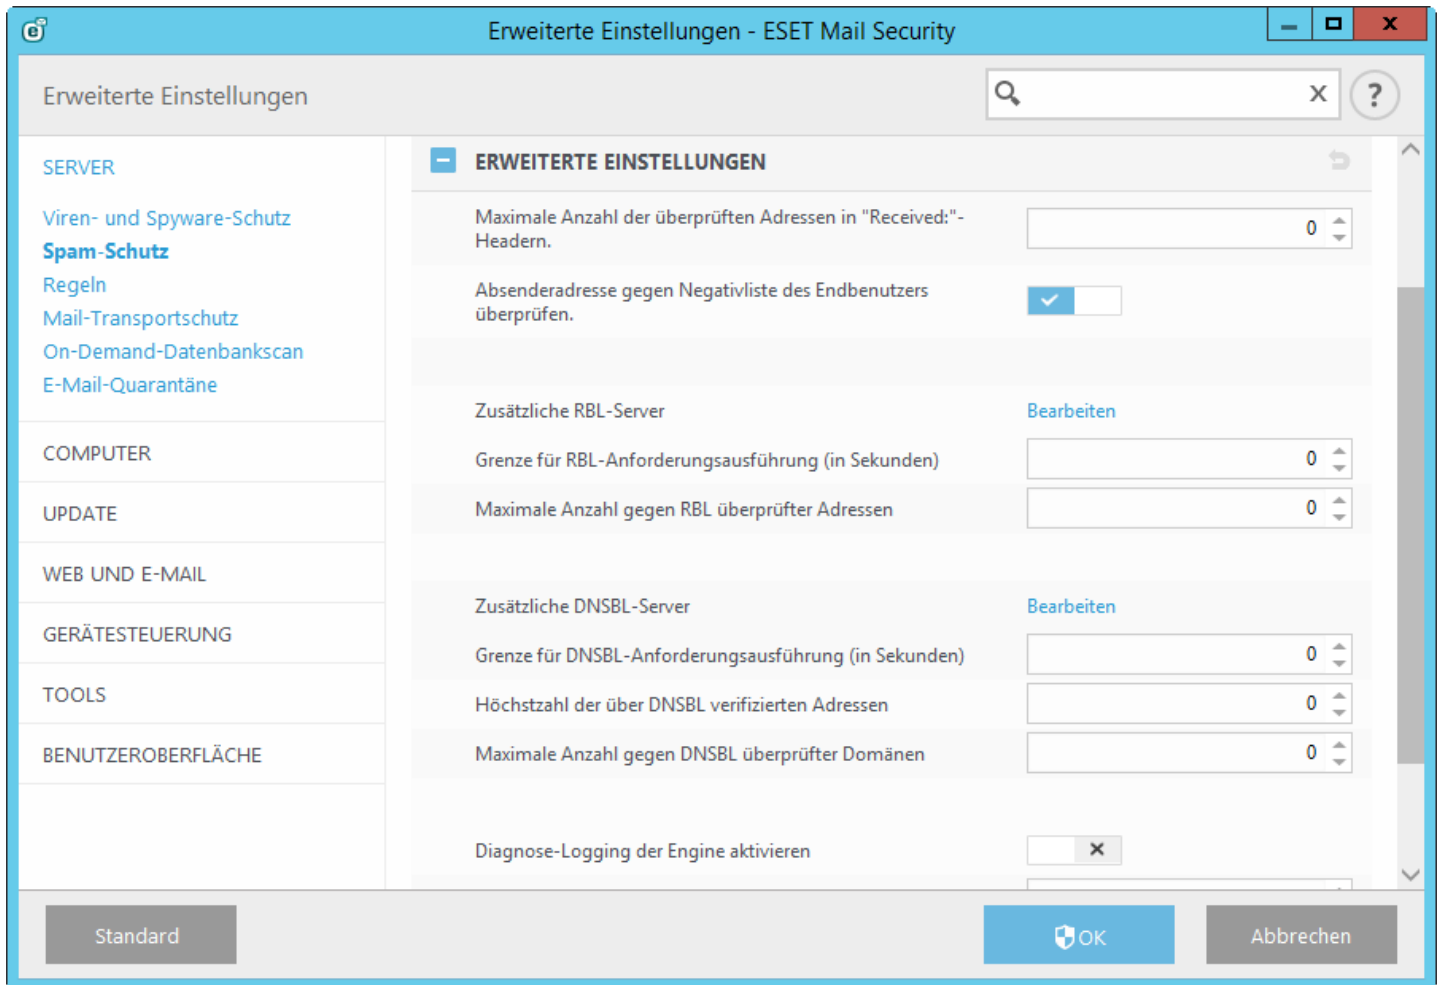 Erweiterte Einstellungen - ESET Mail Security
Erweiterte Einstellungen
SERVER
Viren- und Spyware-Schutz
Spam-Schutz
Regeln
Mail-Transportschutz
On-Demand-Datenbankscan
E-Mail-Quarantäne
COMPUTER
UPDATE
WEB UND E-MAIL
GERÄTESTEUERUNG
TOOLS
BENUTZEROBERFLÄCHE
ERWEITERTE EINSTELLUNGEN
Maximale Anzahl der überprüften Adressen in "Received:"-
Headern.
0
Absenderadresse gegen Negativliste des Endbenutzers
überprüfen.
Zusätzliche RBL-Server
Bearbeiten
Grenze für RBL-Anforderungsausführung (in Sekunden)
0
Maximale Anzahl gegen RBL überprüfter Adressen
0
Zusätzliche DNSBL-Server
Bearbeiten
Grenze für DNSBL-Anforderungsausführung (in Sekunden)
0
Höchstzahl der über DNSBL verifizierten Adressen
0
Maximale Anzahl gegen DNSBL überprüfter Domänen
0
Diagnose-Logging der Engine aktivieren
Standard
OK
Abbrechen